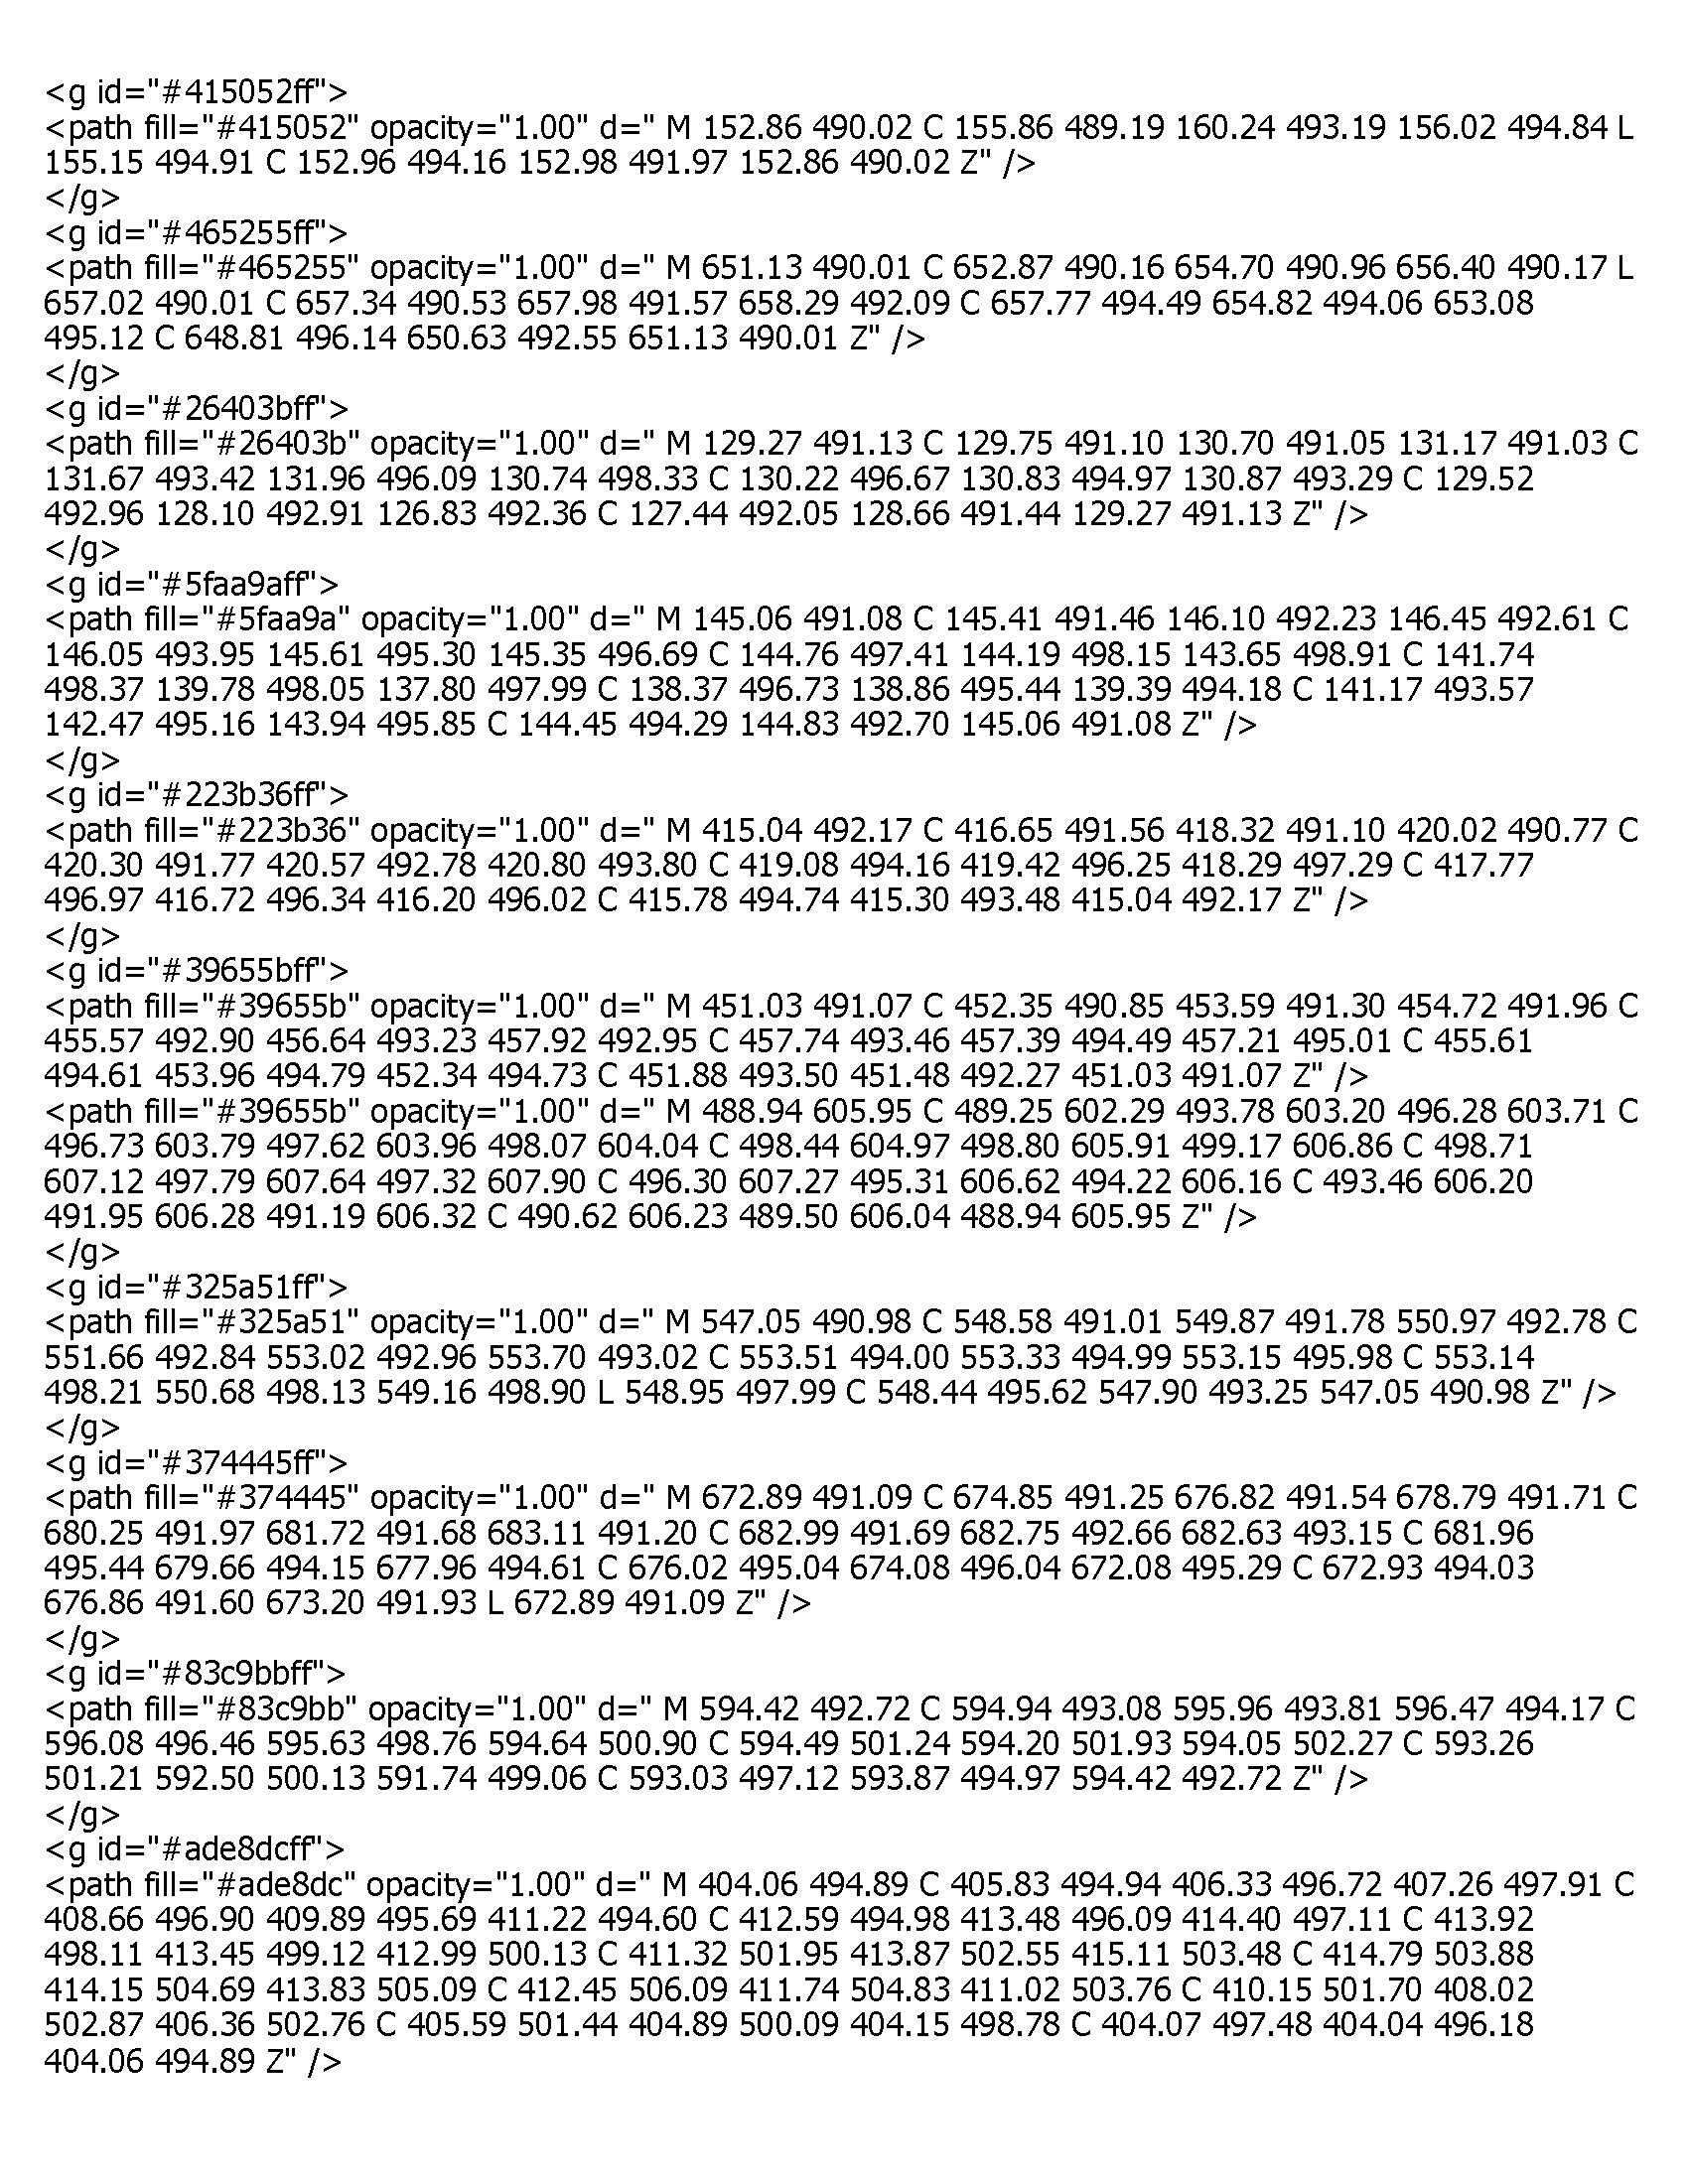 <g id="#415052ff">
<path fill="#415052" opacity="1.00" d=" M 152.86 490.02 C 155.86 489.19 160.24 493.19 156.02 494.84 L
155.15 494.91 C 152.96 494.16 152.98 491.97 152.86 490.02 Z" />
</g>
<g id="#465255ff">
<path fill="#465255" opacity="1.00" d=" M 651.13 490.01 C 652.87 490.16 654.70 490.96 656.40 490.17 L
657.02 490.01 C 657.34 490.53 657.98 491.57 658.29 492.09 C 657.77 494.49 654.82 494.06 653.08
495.12 C 648.81 496.14 650.63 492.55 651.13 490.01 Z" />
</g>
<g id="#26403bff">
<path fill="#26403b" opacity="1.00" d=" M 129.27 491.13 C 129.75 491.10 130.70 491.05 131.17 491.03 C
131.67 493.42 131.96 496.09 130.74 498.33 C 130.22 496.67 130.83 494.97 130.87 493.29 C 129.52
492.96 128.10 492.91 126.83 492.36 C 127.44 492.05 128.66 491.44 129.27 491.13 Z" />
</g>
<g id="#5faa9aff">
<path fill="#5faa9a" opacity="1.00" d=" M 145.06 491.08 C 145.41 491.46 146.10 492.23 146.45 492.61 C
146.05 493.95 145.61 495.30 145.35 496.69 C 144.76 497.41 144.19 498.15 143.65 498.91 C 141.74
498.37 139.78 498.05 137.80 497.99 C 138.37 496.73 138.86 495.44 139.39 494.18 C 141.17 493.57
142.47 495.16 143.94 495.85 C 144.45 494.29 144.83 492.70 145.06 491.08 Z" />
</g>
<g id="#223b36ff">
<path fill="#223b36" opacity="1.00" d=" M 415.04 492.17 C 416.65 491.56 418.32 491.10 420.02 490.77 C
420.30 491.77 420.57 492.78 420.80 493.80 C 419.08 494.16 419.42 496.25 418.29 497.29 C 417.77
496.97 416.72 496.34 416.20 496.02 C 415.78 494.74 415.30 493.48 415.04 492.17 Z" />
</g>
<g id="#39655bff">
<path fill="#39655b" opacity="1.00" d=" M 451.03 491.07 C 452.35 490.85 453.59 491.30 454.72 491.96 C
455.57 492.90 456.64 493.23 457.92 492.95 C 457.74 493.46 457.39 494.49 457.21 495.01 C 455.61
494.61 453.96 494.79 452.34 494.73 C 451.88 493.50 451.48 492.27 451.03 491.07 Z" />
<path fill="#39655b" opacity="1.00" d=" M 488.94 605.95 C 489.25 602.29 493.78 603.20 496.28 603.71 C
496.73 603.79 497.62 603.96 498.07 604.04 C 498.44 604.97 498.80 605.91 499.17 606.86 C 498.71
607.12 497.79 607.64 497.32 607.90 C 496.30 607.27 495.31 606.62 494.22 606.16 C 493.46 606.20
491.95 606.28 491.19 606.32 C 490.62 606.23 489.50 606.04 488.94 605.95 Z" />
</g>
<g id="#325a51ff">
<path fill="#325a51" opacity="1.00" d=" M 547.05 490.98 C 548.58 491.01 549.87 491.78 550.97 492.78 C
551.66 492.84 553.02 492.96 553.70 493.02 C 553.51 494.00 553.33 494.99 553.15 495.98 C 553.14
498.21 550.68 498.13 549.16 498.90 L 548.95 497.99 C 548.44 495.62 547.90 493.25 547.05 490.98 Z" />
</g>
<g id="#374445ff">
<path fill="#374445" opacity="1.00" d=" M 672.89 491.09 C 674.85 491.25 676.82 491.54 678.79 491.71 C
680.25 491.97 681.72 491.68 683.11 491.20 C 682.99 491.69 682.75 492.66 682.63 493.15 C 681.96
495.44 679.66 494.15 677.96 494.61 C 676.02 495.04 674.08 496.04 672.08 495.29 C 672.93 494.03
676.86 491.60 673.20 491.93 L 672.89 491.09 Z" />
</g>
<g id="#83c9bbff">
<path fill="#83c9bb" opacity="1.00" d=" M 594.42 492.72 C 594.94 493.08 595.96 493.81 596.47 494.17 C
596.08 496.46 595.63 498.76 594.64 500.90 C 594.49 501.24 594.20 501.93 594.05 502.27 C 593.26
501.21 592.50 500.13 591.74 499.06 C 593.03 497.12 593.87 494.97 594.42 492.72 Z" />
</g>
<g id="#ade8dcff">
<path fill="#ade8dc" opacity="1.00" d=" M 404.06 494.89 C 405.83 494.94 406.33 496.72 407.26 497.91 C
408.66 496.90 409.89 495.69 411.22 494.60 C 412.59 494.98 413.48 496.09 414.40 497.11 C 413.92
498.11 413.45 499.12 412.99 500.13 C 411.32 501.95 413.87 502.55 415.11 503.48 C 414.79 503.88
414.15 504.69 413.83 505.09 C 412.45 506.09 411.74 504.83 411.02 503.76 C 410.15 501.70 408.02
502.87 406.36 502.76 C 405.59 501.44 404.89 500.09 404.15 498.78 C 404.07 497.48 404.04 496.18
404.06 494.89 Z" />